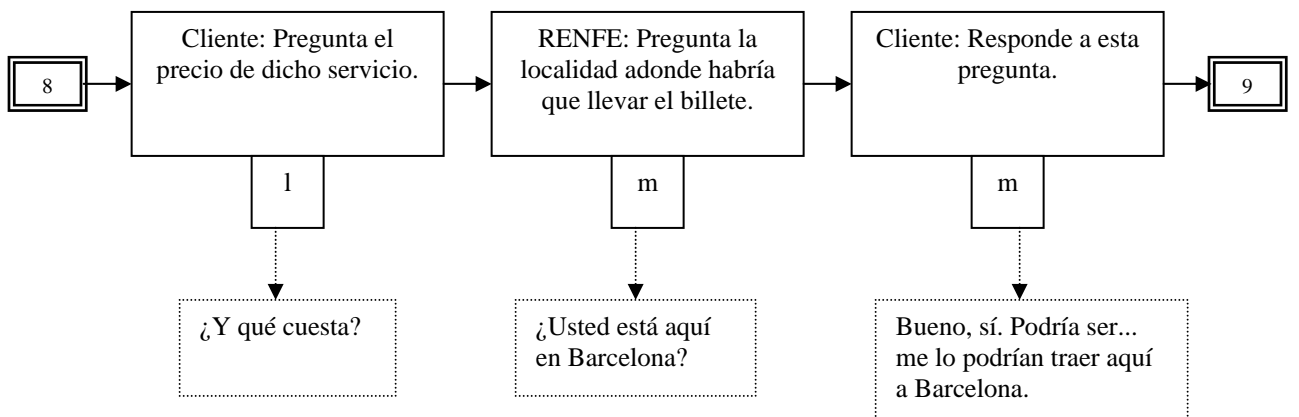 8
Cliente: Pregunta el
precio de dicho servicio.
l
¿Y qué cuesta?
RENFE: Pregunta la
localidad adonde habría
que llevar el billete.
m
¿Usted está aquí
en Barcelona?
Cliente: Responde a esta
pregunta.
m
Bueno, sí. Podría ser...
me lo podrían traer aquí
a Barcelona.
9